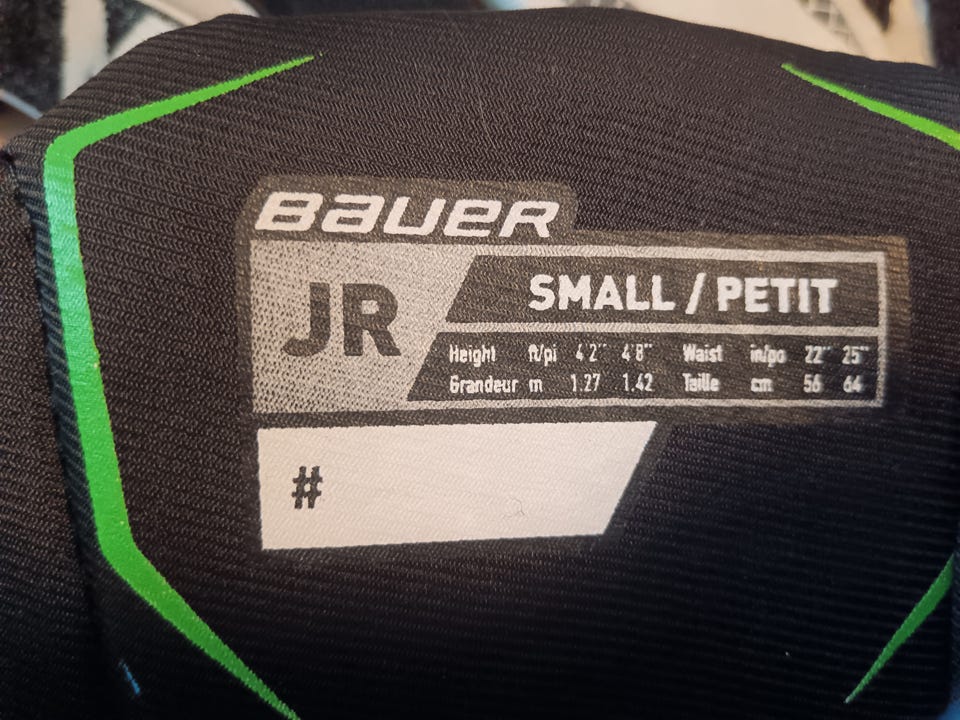 BAUER
JR
SMALL / PETIT
Height ft/pi 4'2" 4'8" Waist in/po 22" 25"
Grandeur m 1.27 1.42 Taille cm 56 64
#